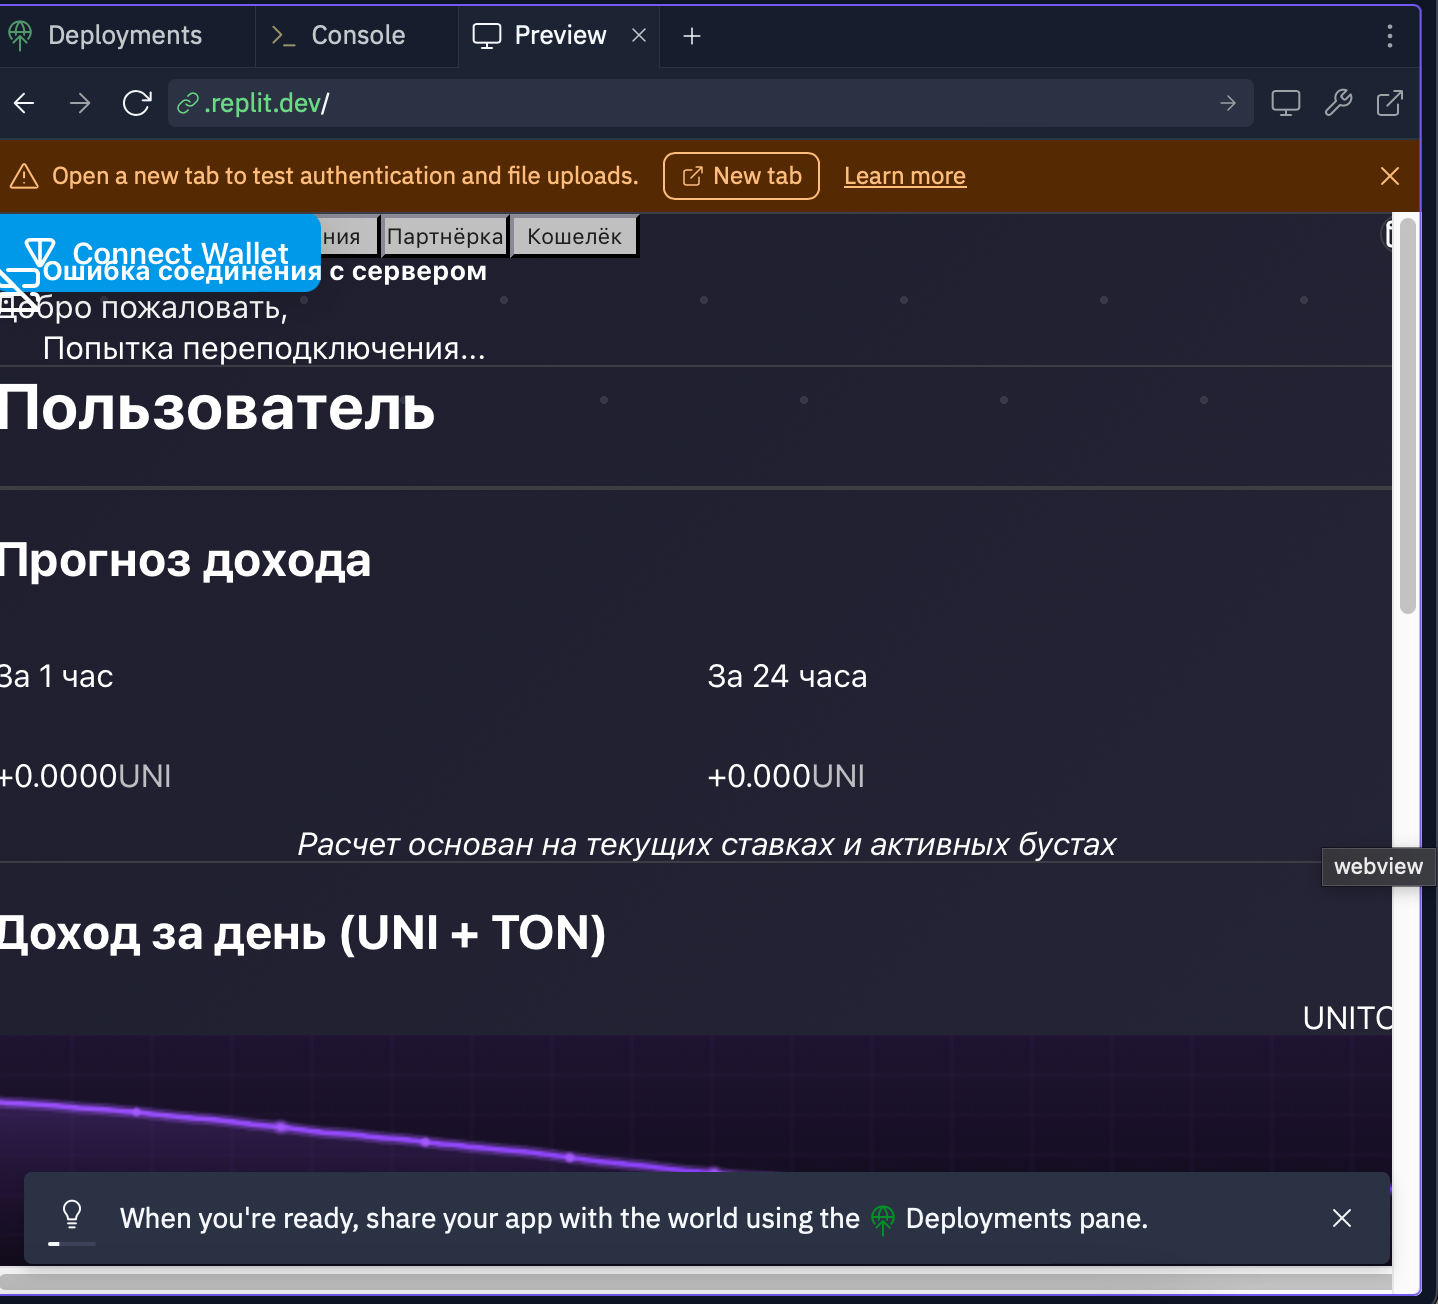 Deployments
Console
Preview
.replit.dev/
Open a new tab to test authentication and file uploads.
New tab
Learn more
Connect Wallet
ния
Партнёрка
Кошелёк
Ошибка соединения с сервером
Добро пожаловать,
Попытка переподключения...
Пользователь
Прогноз дохода
За 1 час
За 24 часа
+0.0000UNI
+0.000UNI
Расчет основан на текущих ставках и активных бустах
webview
Доход за день (UNI + TON)
UNITO
When you're ready, share your app with the world using the Deployments pane.